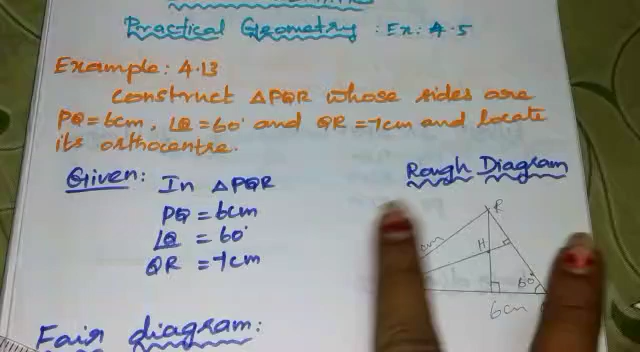 Practical Geometry : Ex: 4.5
Example: 4.13
Construct △PQR whose sides are
PQ = 6cm, ∠Q = 60° and QR = 7cm and locate
its orthocentre.
Given: In △PQR
PQ = 6cm
∠Q = 60°
QR = 7cm
Rough Diagram
R
cm
H
60°
6cm
Fair diagram: